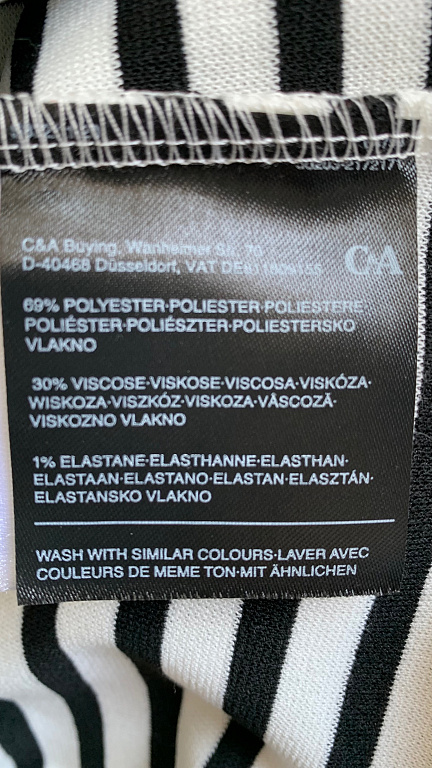 C&A Buying, Wanheimer Str. 70
D-40468 Düsseldorf, VAT
C&A
69% POLYESTER·POLIESTER·POLIESTERE
POLIÉSTER·POLIÉSZTER·POLIESTERSKO
VLAKNO
30% VISCOSE·VISKOSE·VISCOSA·VISKÓZA·
WISKOZA·VISZKÓZ·VISKOZA·VÂSCOZĂ·
VISKOZNO VLAKNO
1% ELASTANE·ELASTHANNE·ELASTHAN·
ELASTAAN·ELASTANO·ELASTAN·ELASZTÁN·
ELASTANSKO VLAKNO
WASH WITH SIMILAR COLOURS·LAVER AVEC
COULEURS DE MEME TON·MIT ÄHNLICHEN